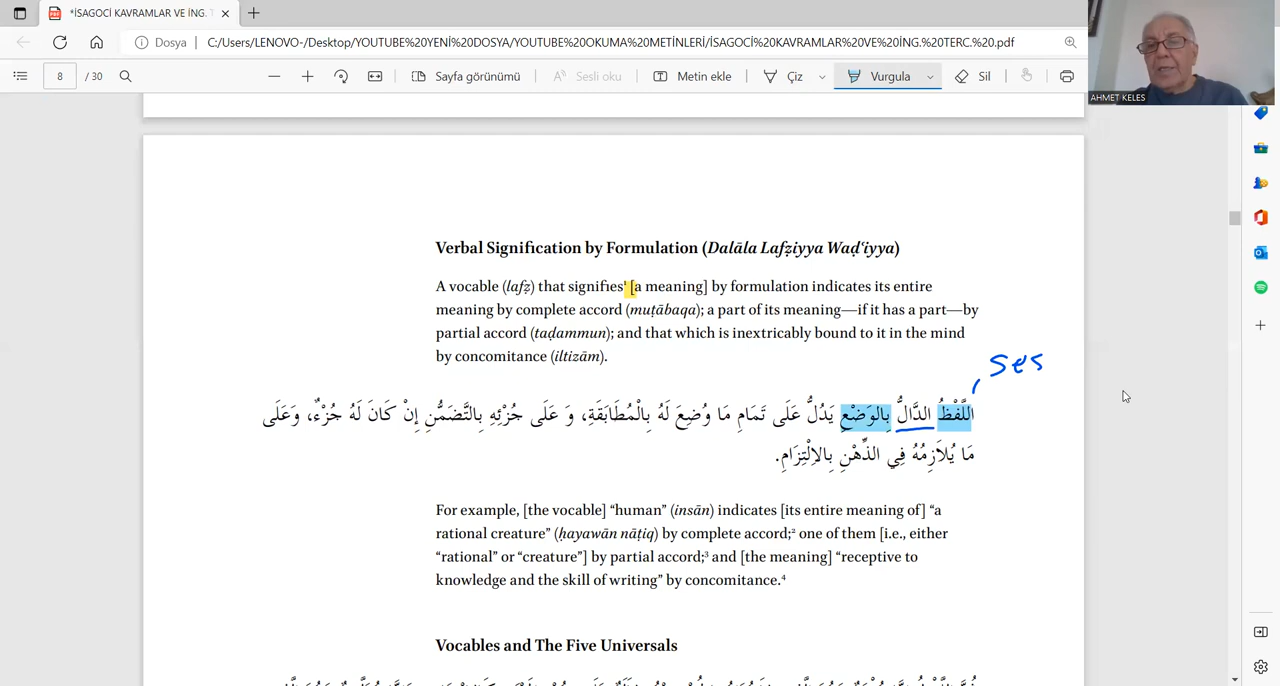 *İSAGOCİ KAVRAMLAR VE İNG.
Dosya
C:/Users/LENOVO-/Desktop/YOUTUBE%20YENİ%20DOSYA/YOUTUBE%20OKUMA%20METİNLERİ/İSAGOCİ%20KAVRAMLAR%20VE%20İNG.%20TERC.%20.pdf
8 / 30
Sayfa görünümü
Sesli oku
Metin ekle
Çiz
Vurgula
Sil
AHMET KELES
Verbal Signification by Formulation (Dalāla Lafẓiyya Waḍʿiyya)
A vocable (lafẓ) that signifies¹ [a meaning] by formulation indicates its entire
meaning by complete accord (muṭābaqa); a part of its meaning—if it has a part—by
partial accord (taḍammun; and that which is inextricably bound to it in the mind
by concomitance (iltizām).
ses
اللَّفْظُ الدَّالُّ بِالوَضْعِ يَدُلُّ عَلَى تَمَامِ مَا وُضِعَ لَهُ بِالْمُطَابَقَةِ، وَ عَلَى جُزْئِهِ بِالتَّضَمُّنِ إِنْ كَانَ لَهُ جُزْءٌ، وَعَلَى
مَا يُلاَزِمُهُ فِي الذِّهْنِ بِالاِلْتِزَامِ.
For example, [the vocable] “human” (insān) indicates [its entire meaning of] “a
rational creature” (ḥayawān nāṭiq) by complete accord;² one of them [i.e., either
“rational” or “creature”] by partial accord;³ and [the meaning] “receptive to
knowledge and the skill of writing” by concomitance.⁴
Vocables and The Five Universals